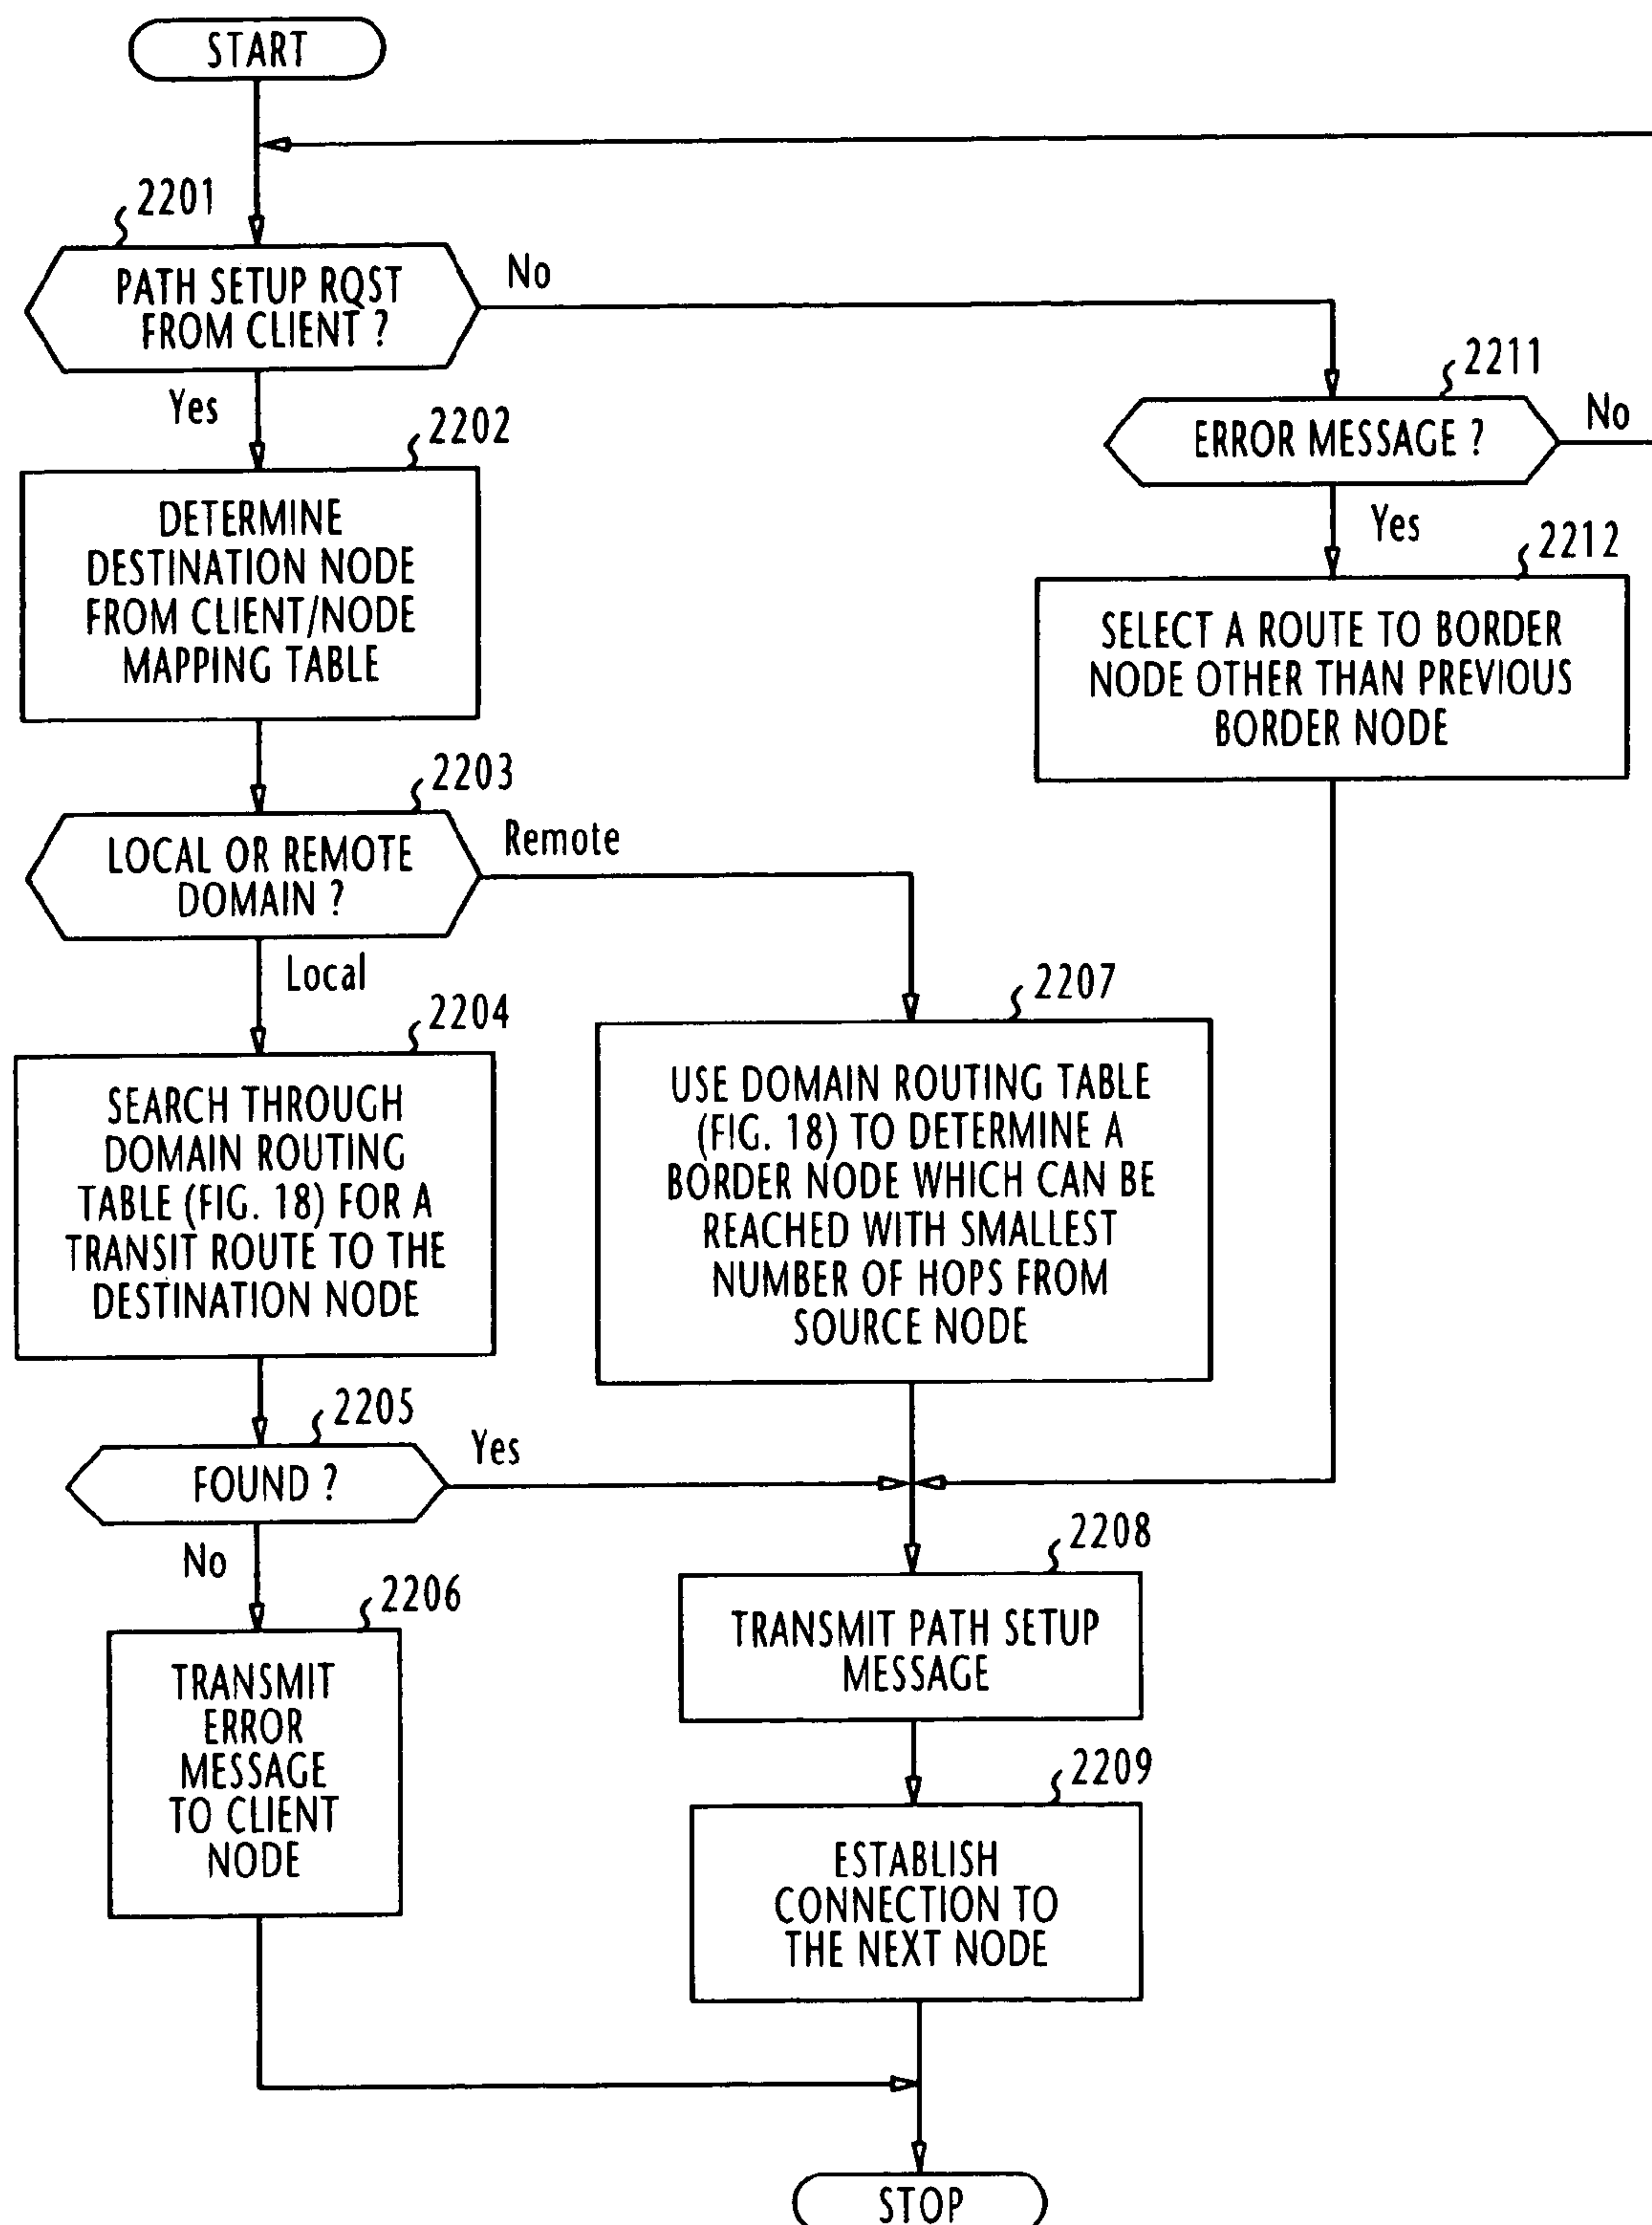 START
2201
PATH SETUP RQST
FROM CLIENT ?
No
Yes
2211
ERROR MESSAGE ?
No
Yes
2202
DETERMINE
DESTINATION NODE
FROM CLIENT/NODE
MAPPING TABLE
2212
SELECT A ROUTE TO BORDER
NODE OTHER THAN PREVIOUS
BORDER NODE
2203
LOCAL OR REMOTE
DOMAIN ?
Remote
Local
2204
SEARCH THROUGH
DOMAIN ROUTING
TABLE (FIG. 18) FOR A
TRANSIT ROUTE TO THE
DESTINATION NODE
2207
USE DOMAIN ROUTING TABLE
(FIG. 18) TO DETERMINE A
BORDER NODE WHICH CAN BE
REACHED WITH SMALLEST
NUMBER OF HOPS FROM
SOURCE NODE
2205
FOUND ?
Yes
No
2206
TRANSMIT
ERROR
MESSAGE
TO CLIENT
NODE
2208
TRANSMIT PATH SETUP
MESSAGE
2209
ESTABLISH
CONNECTION TO
THE NEXT NODE
STOP